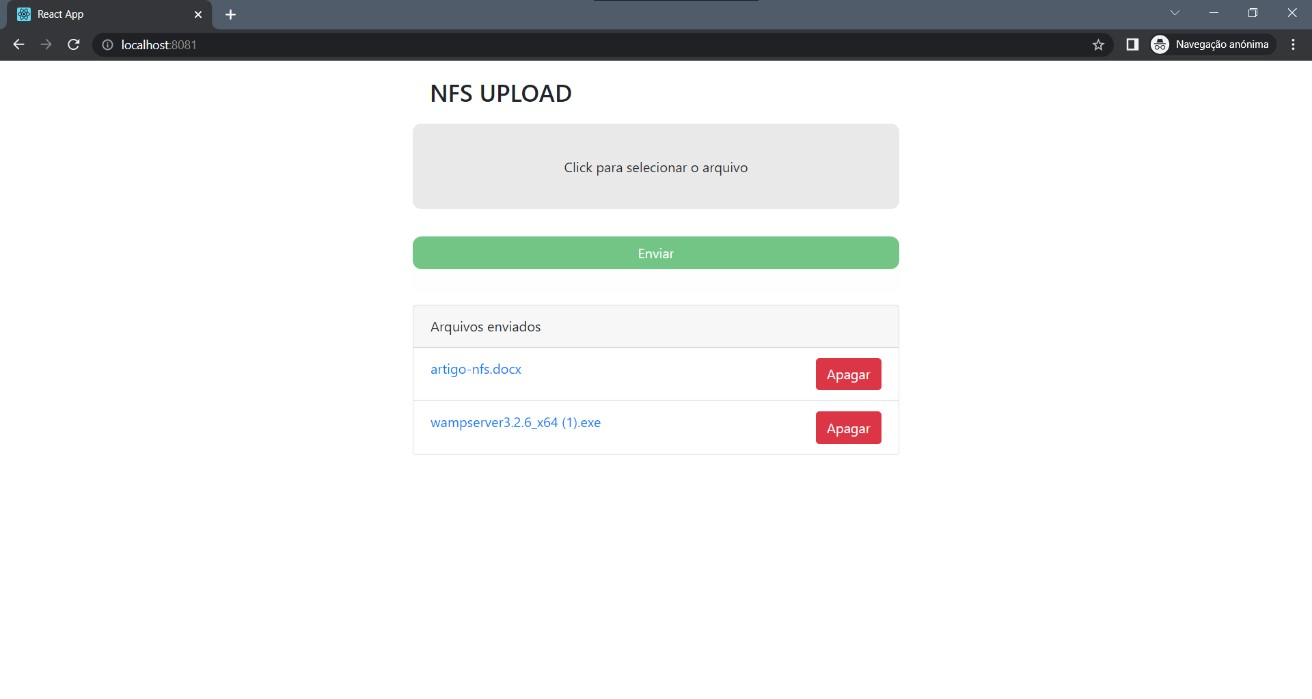 React App
localhost:8081
Navegação anónima
NFS UPLOAD
Click para selecionar o arquivo
Enviar
Arquivos enviados
artigo-nfs.docx
Apagar
wampserver3.2.6_x64 (1).exe
Apagar